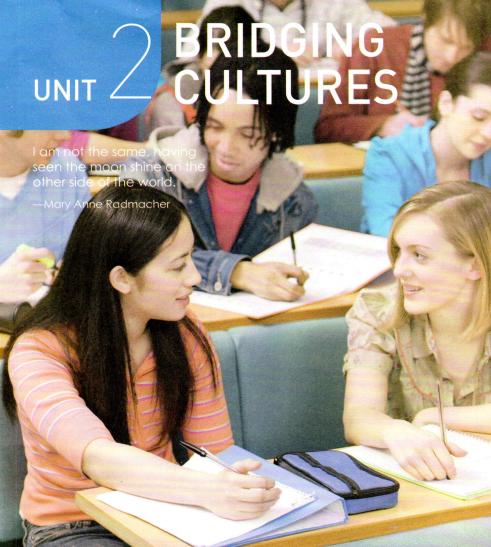 UNIT 2 BRIDGING
CULTURES
I am not the same, having
seen the moon shine on the
other side of the world.
—Mary Anne Radmacher